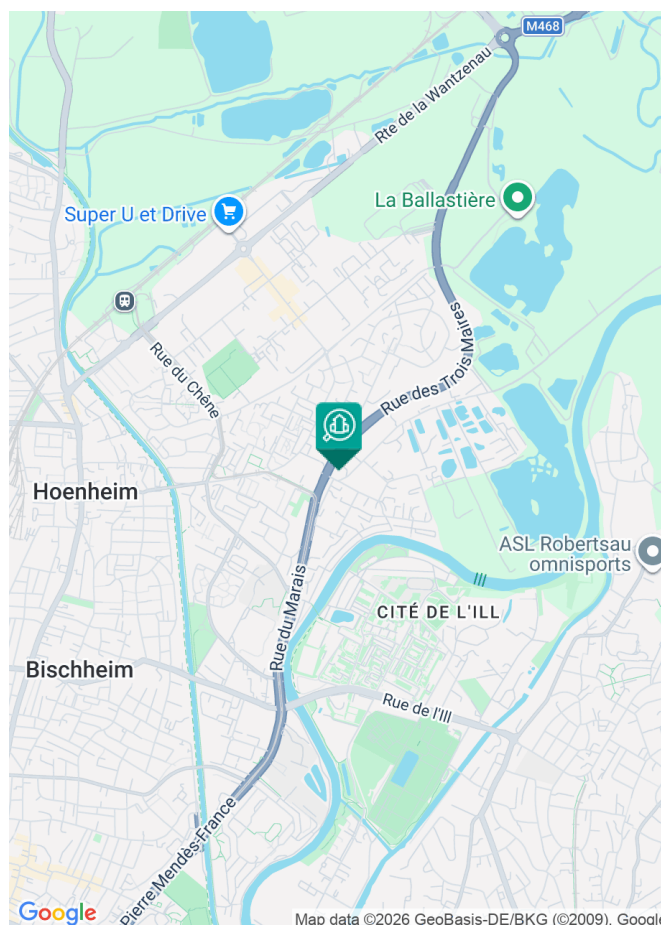 M468
Rte de la Wantzenau
La Ballastière
Super U et Drive
Rue du Chêne
Rue des Trois Maires
Hoenheim
ASL Robertsau
omnisports
Ill
CITÉ DE L'ILL
Rue du Marais
Bischheim
Rue de l'Ill
Pierre Mendès-France
Google
Map data ©2026 GeoBasis-DE/BKG (©2009), Google